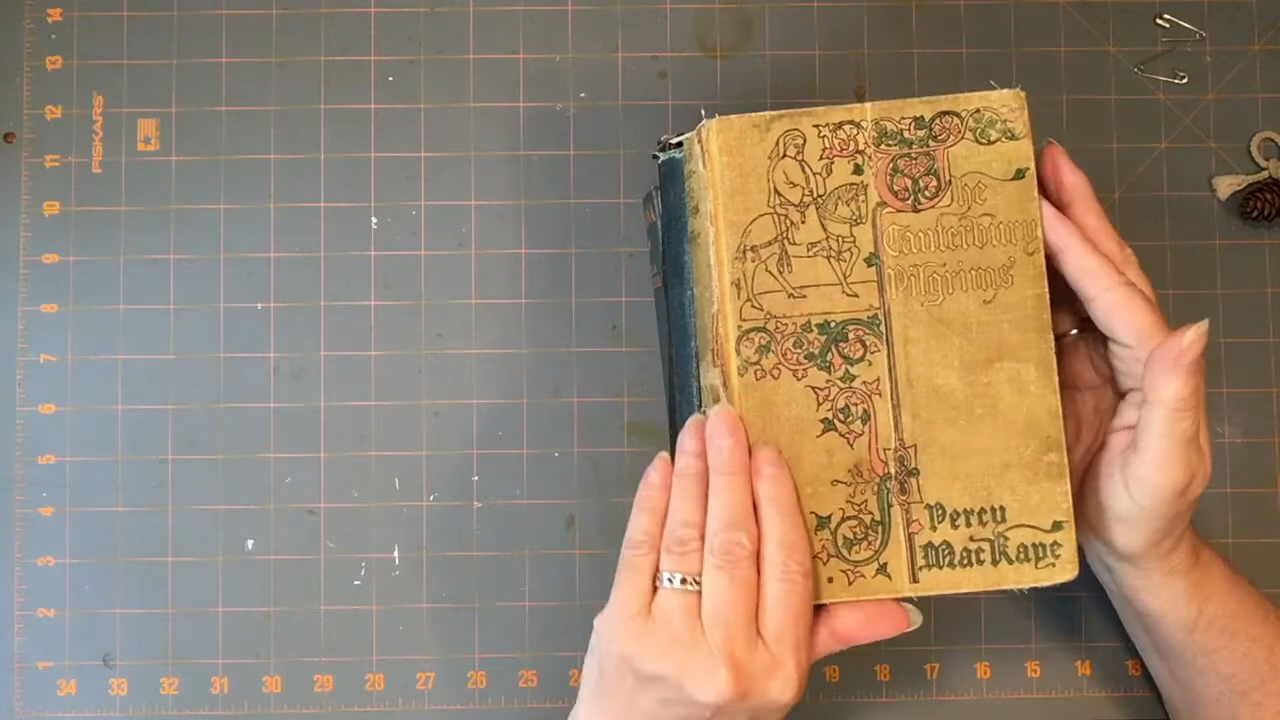 The
Canterbury
Pilgrims
Percy
MacKaye
FISKARS
14
13
12
11
10
9
8
7
6
5
4
3
2
1
34 33 32 31 30 29 28 27 26 25 19 18 17 16 15 14 13